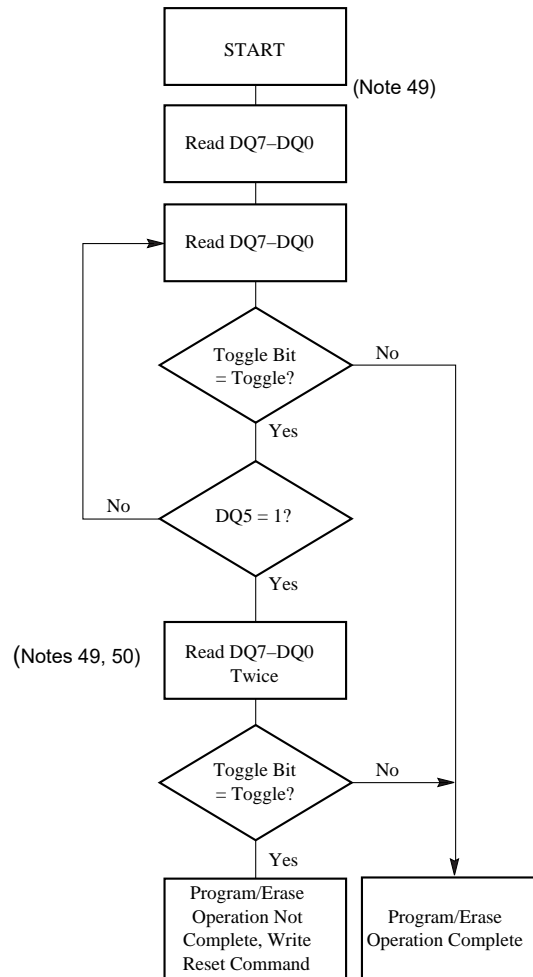 START
(Note 49)
Read DQ7–DQ0
Read DQ7–DQ0
Toggle Bit
= Toggle?
No
Yes
No
DQ5 = 1?
Yes
(Notes 49, 50)
Read DQ7–DQ0
Twice
Toggle Bit
= Toggle?
No
Yes
Program/Erase
Operation Not
Complete, Write
Reset Command
Program/Erase
Operation Complete